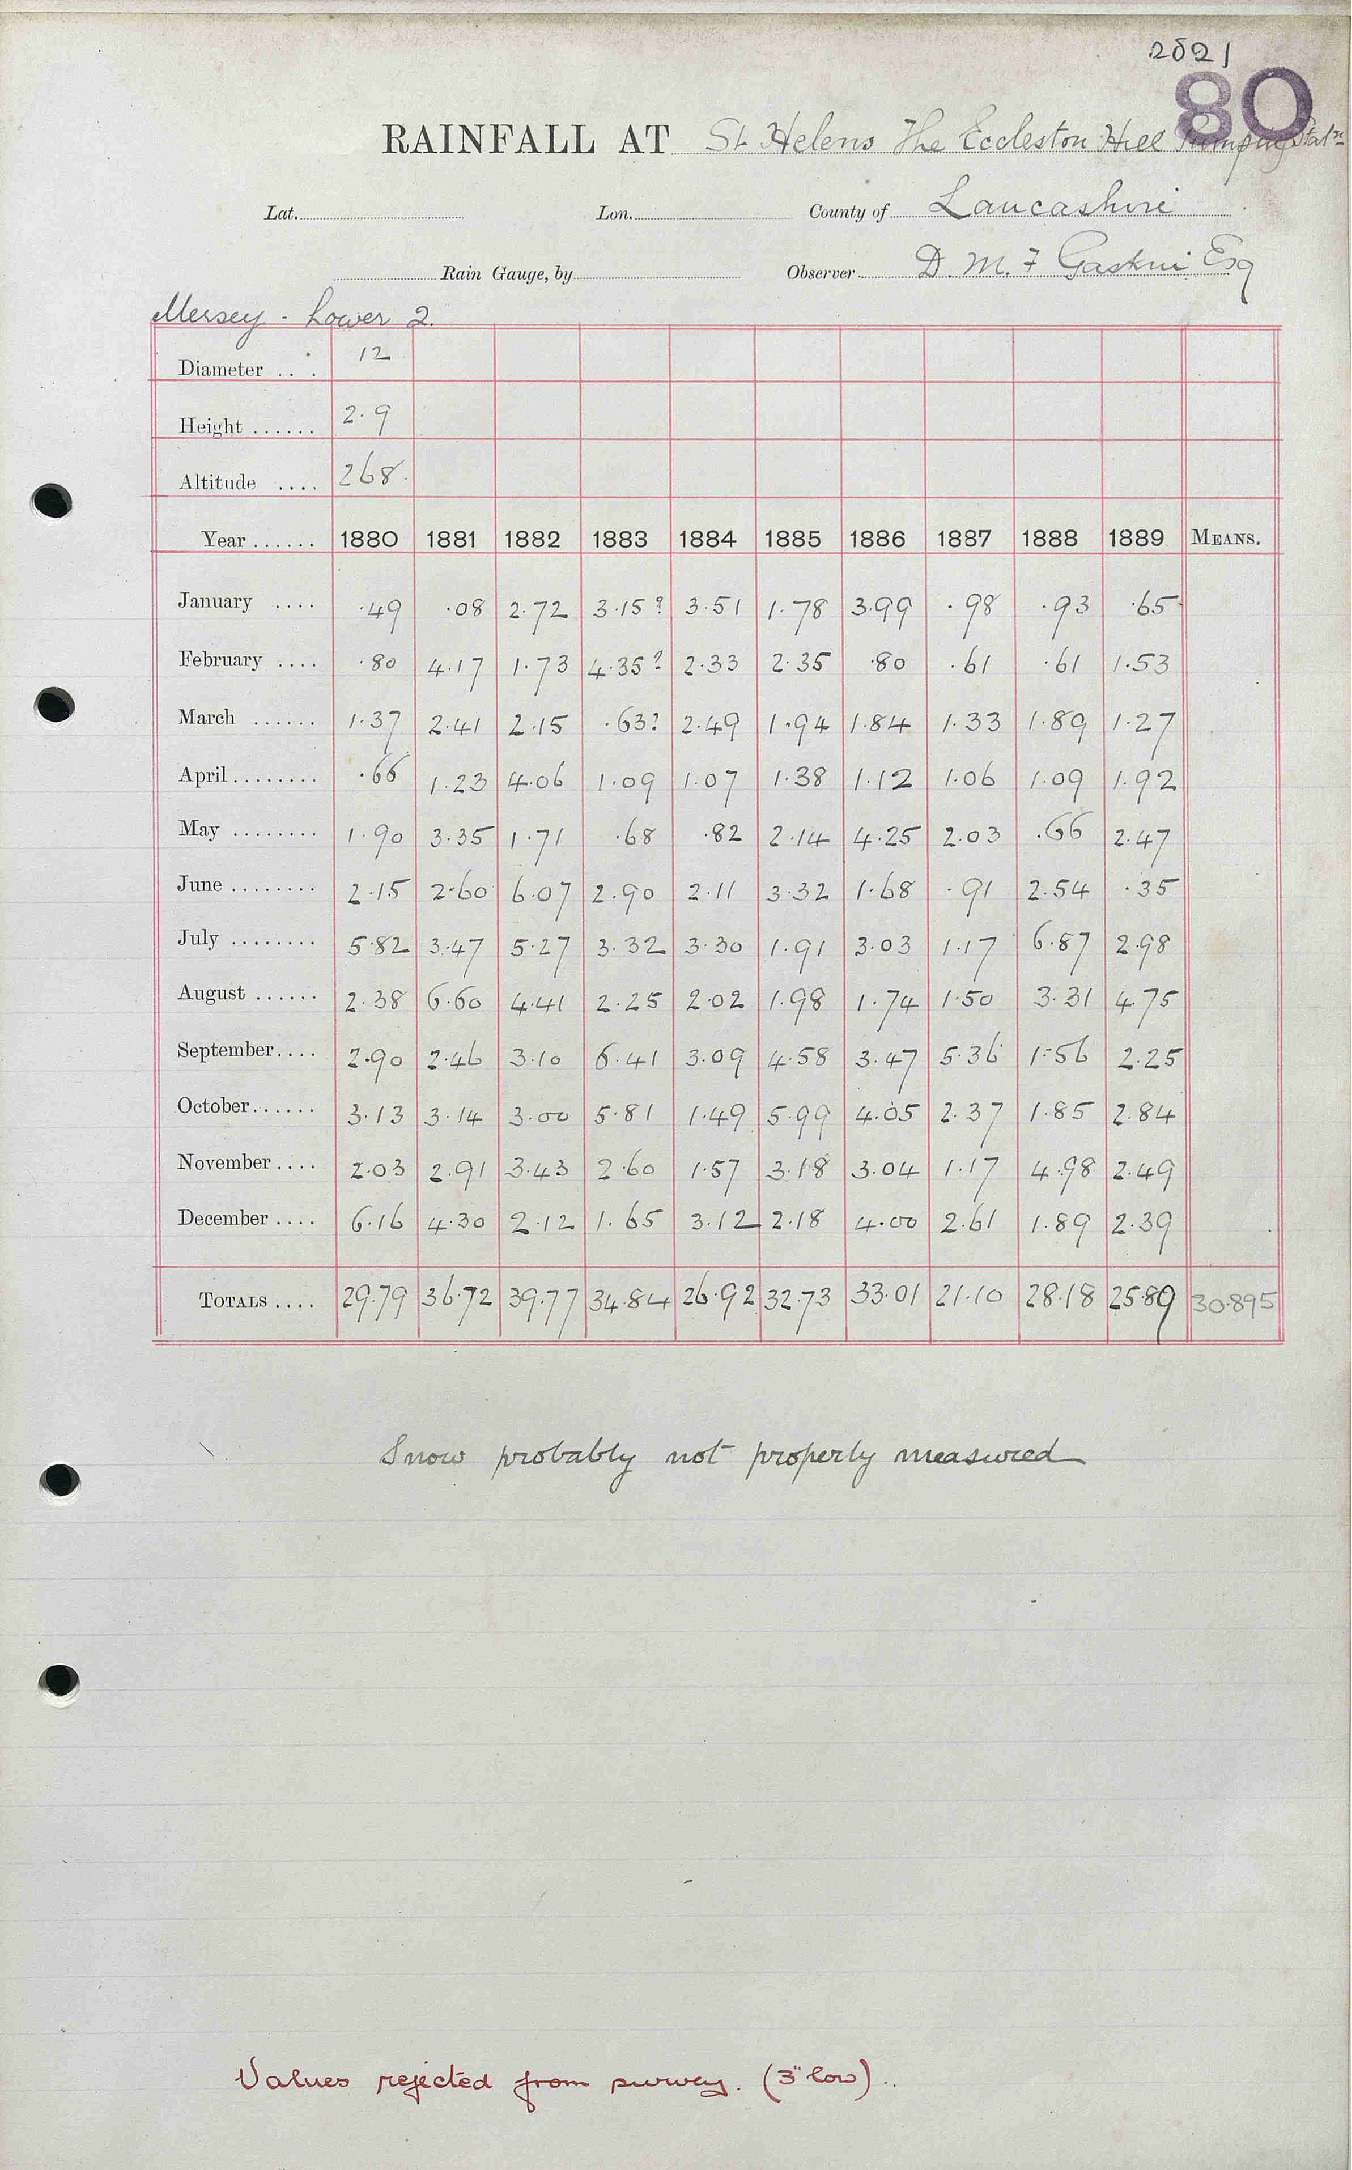 2821
80
RAINFALL AT St. Helens The Eccleston Hill Pumping Statn
Lat. Lon. County of Lancashire
Rain Gauge, by Observer D. M. F Gaskin Esq
Mersey - Lower 2.
Diameter ... 12
Height ...... 2.9
Altitude .... 268.
Year ...... 1880 1881 1882 1883 1884 1885 1886 1887 1888 1889 MEANS.
January .... .49 .08 2.72 3.15? 3.51 1.78 3.99 .98 .93 .65
February .... .80 4.17 1.73 4.35? 2.33 2.35 .80 .61 .61 1.53
March ...... 1.37 2.41 2.15 .63? 2.49 1.94 1.84 1.33 1.89 1.27
April ........ .66 1.23 4.06 1.09 1.07 1.38 1.12 1.06 1.09 1.92
May ........ 1.90 3.35 1.71 .68 .82 2.14 4.25 2.03 .66 2.47
June ........ 2.15 2.60 6.07 2.90 2.11 3.32 1.68 .91 2.54 .35
July ........ 5.82 3.47 5.27 3.32 3.30 1.91 3.03 1.17 6.87 2.98
August ...... 2.38 6.60 4.41 2.25 2.02 1.98 1.74 1.50 3.31 4.75
September.... 2.90 2.46 3.10 6.41 3.09 4.58 3.47 5.36 1.56 2.25
October...... 3.13 3.14 3.00 5.81 1.49 5.99 4.05 2.37 1.85 2.84
November .... 2.03 2.91 3.43 2.60 1.57 3.18 3.04 1.17 4.98 2.49
December .... 6.16 4.30 2.12 1.65 3.12 2.18 4.00 2.61 1.89 2.39
TOTALS .... 29.79 36.72 39.77 34.84 26.92 32.73 33.01 21.10 28.18 25.89 30.895
Snow probably not properly measured
Values rejected from survey. (3" low).